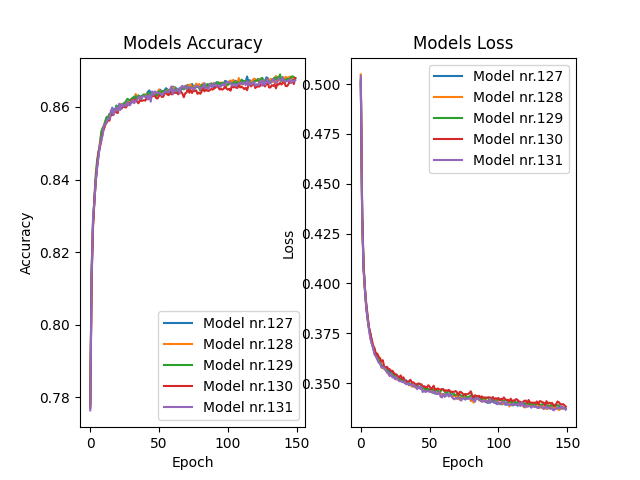 Models Accuracy
Accuracy
0.86
0.84
0.82
0.80
0.78
0
50
100
150
Epoch
Model nr.127
Model nr.128
Model nr.129
Model nr.130
Model nr.131
Models Loss
Loss
0.500
0.475
0.450
0.425
0.400
0.375
0.350
0
50
100
150
Epoch
Model nr.127
Model nr.128
Model nr.129
Model nr.130
Model nr.131